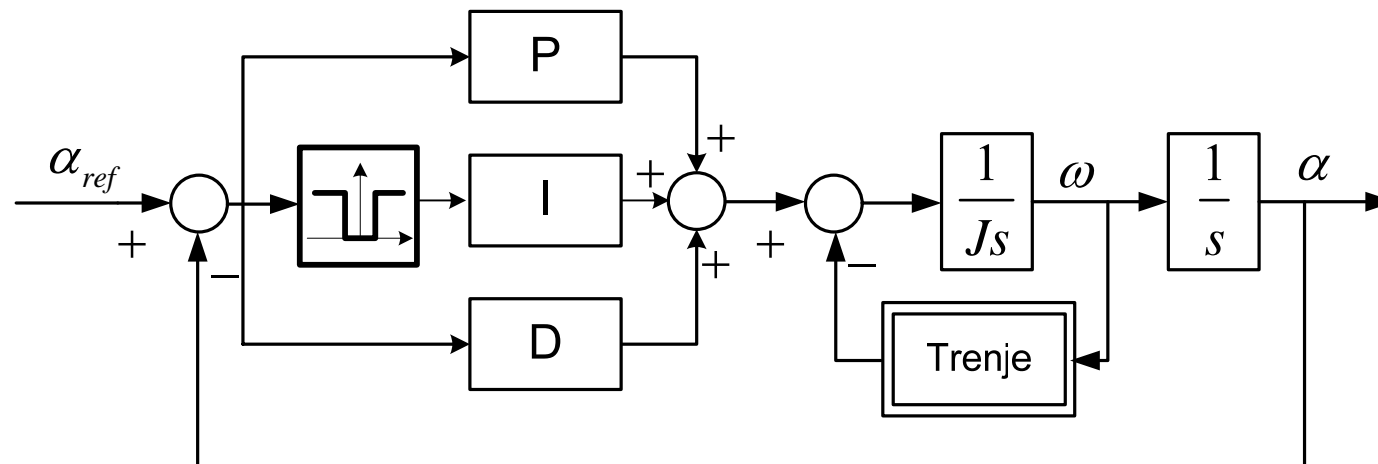 P
+
α_ref
+
−
I
+
+
D
+
−
1
Js
ω
1
s
α
Trenje